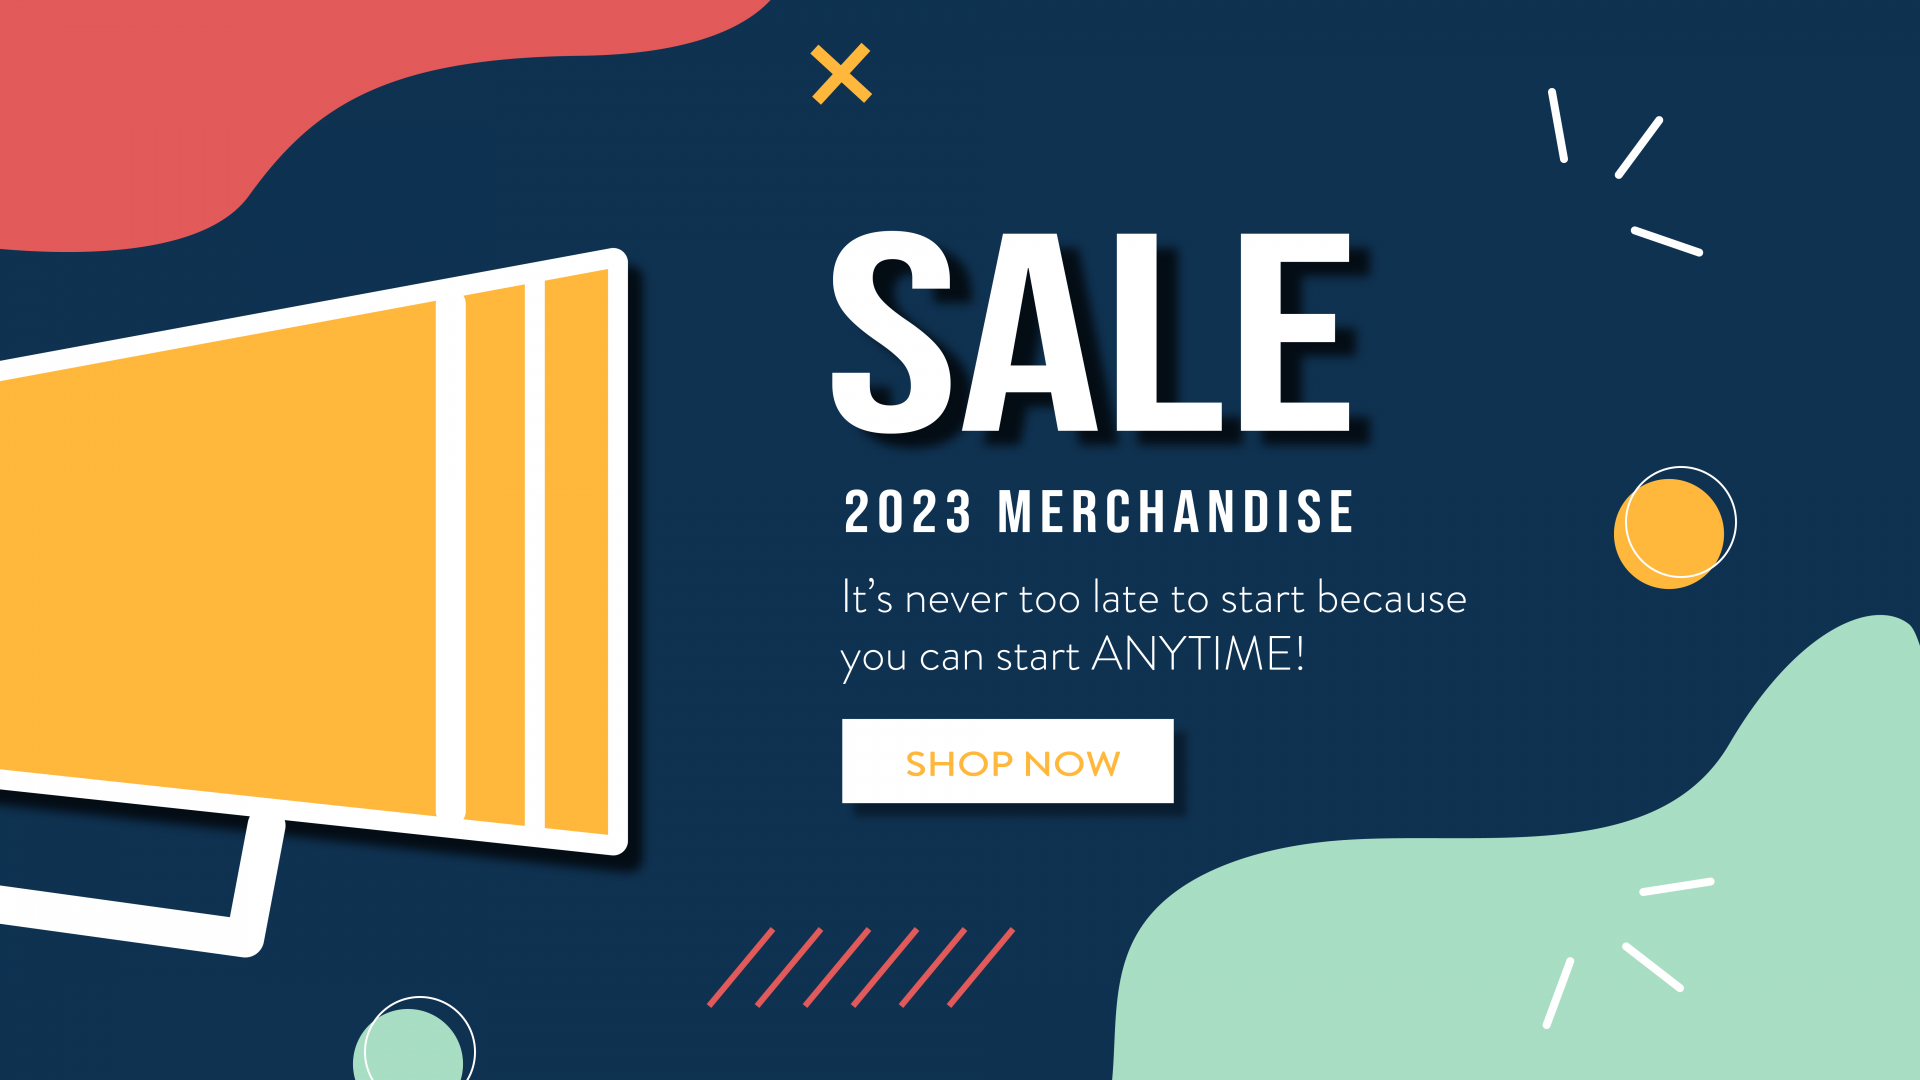 SALE
2023 MERCHANDISE
It’s never too late to start because
you can start ANYTIME!
SHOP NOW